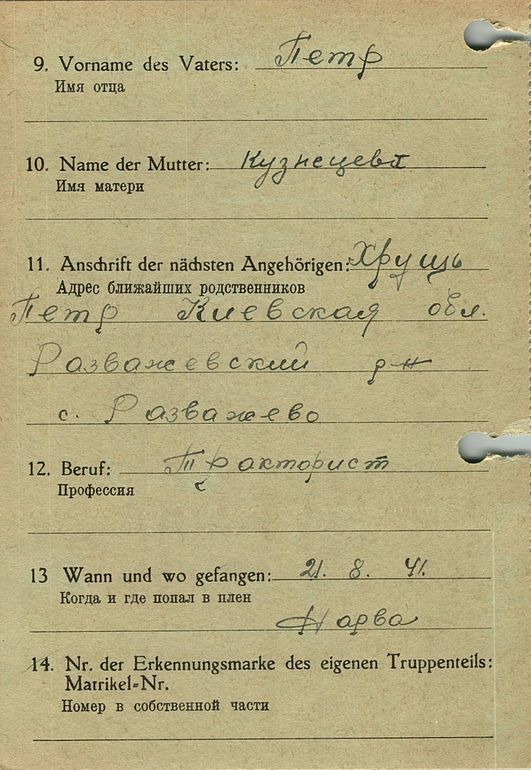 9. Vorname des Vaters: Петр
Имя отца
10. Name der Mutter: Кузнецева
Имя матери
11. Anschrift der nächsten Angehörigen: Хрущь
Адрес ближайших родственников
Петр Киевская обл.
Разважевский р-н
с. Разважево
12. Beruf: Тракторист
Профессия
13 Wann und wo gefangen: 21. 8. 41.
Когда и где попал в плен
Нарва
14. Nr. der Erkennungsmarke des eigenen Truppenteils:
Matrikel-Nr.
Номер в собственной части